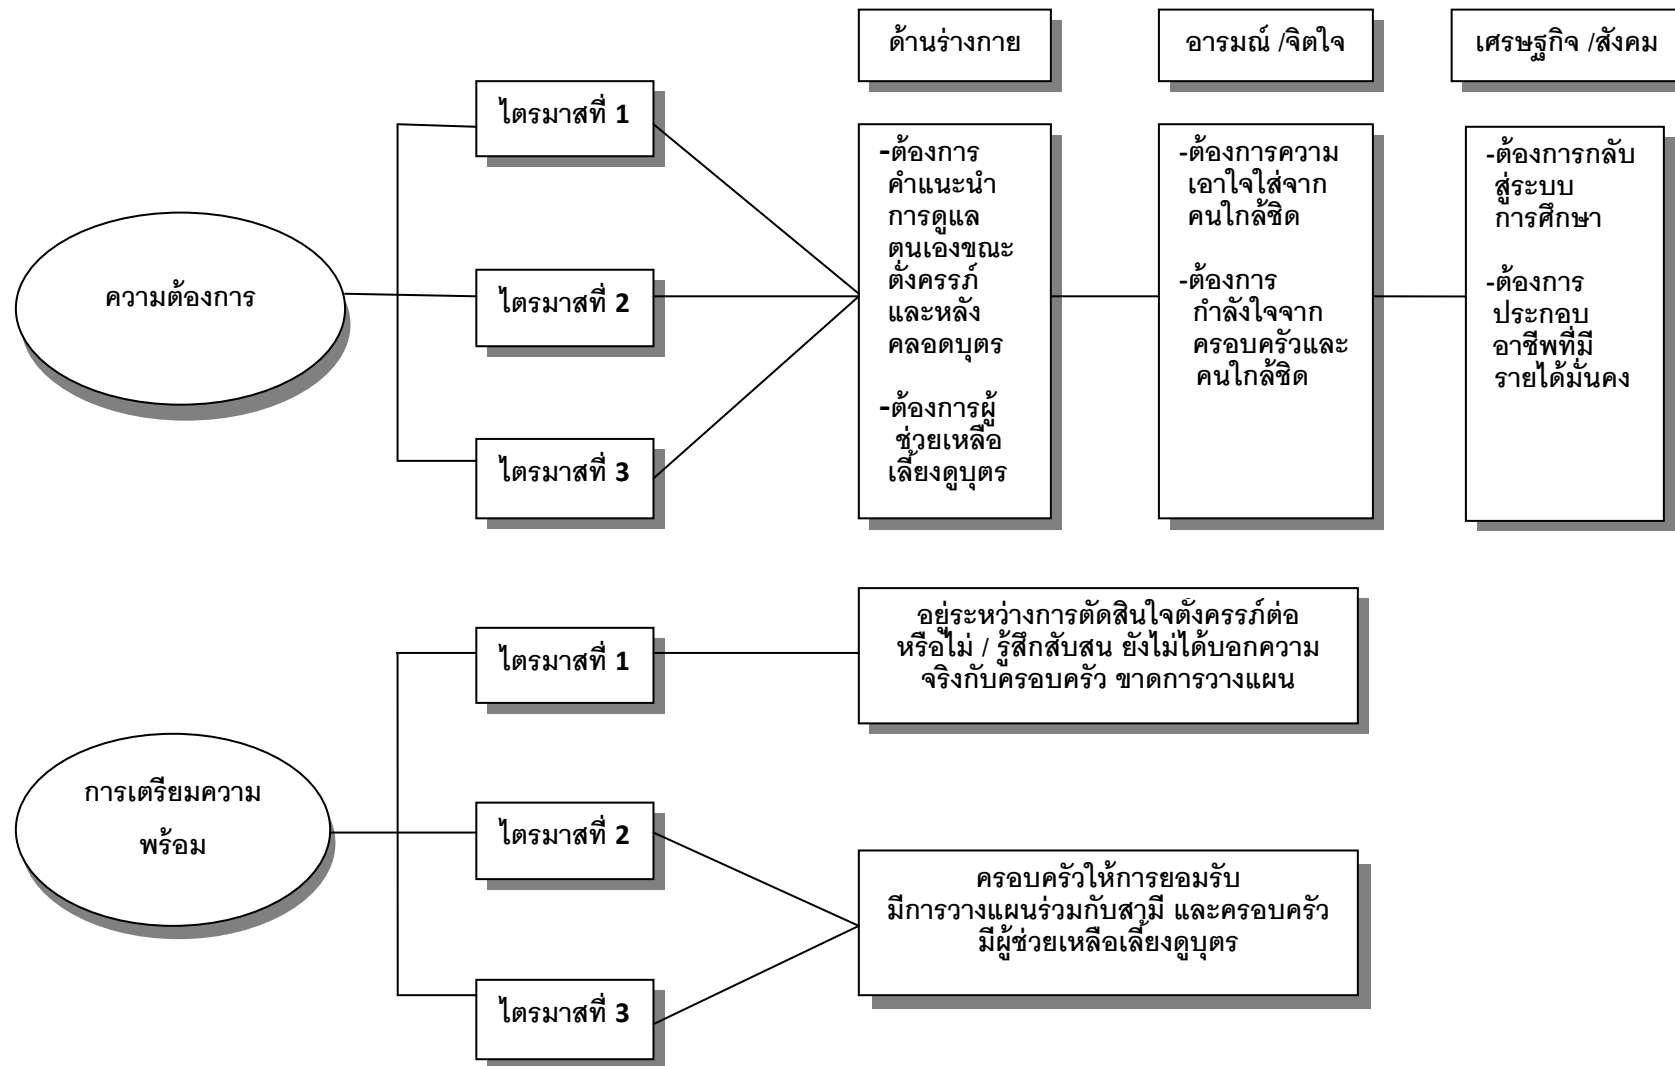 ด้านร่างกาย
อารมณ์ /จิตใจ
เศรษฐกิจ /สังคม
ความต้องการ
ไตรมาสที่ 1
ไตรมาสที่ 2
ไตรมาสที่ 3
-ต้องการ
คำแนะนำ
การดูแล
ตนเองขณะ
ตั่งครรภ์
และหลัง
คลอดบุตร
-ต้องการผู้
ช่วยเหลือ
เลี้ยงดูบุตร
-ต้องการความ
เอาใจใส่จาก
คนใกล้ชิด
-ต้องการ
กำลังใจจาก
ครอบครัวและ
คนใกล้ชิด
-ต้องการกลับ
สู่ระบบ
การศึกษา
-ต้องการ
ประกอบ
อาชีพที่มี
รายได้มั่นคง
การเตรียมความ
พร้อม
ไตรมาสที่ 1
อยู่ระหว่างการตัดสินใจตั้งครรภ์ต่อ
หรือไม่ / รู้สึกสับสน ยังไม่ได้บอกความ
จริงกับครอบครัว ขาดการวางแผน
ไตรมาสที่ 2
ไตรมาสที่ 3
ครอบครัวให้การยอมรับ
มีการวางแผนร่วมกับสามี และครอบครัว
มีผู้ช่วยเหลือเลี้ยงดูบุตร